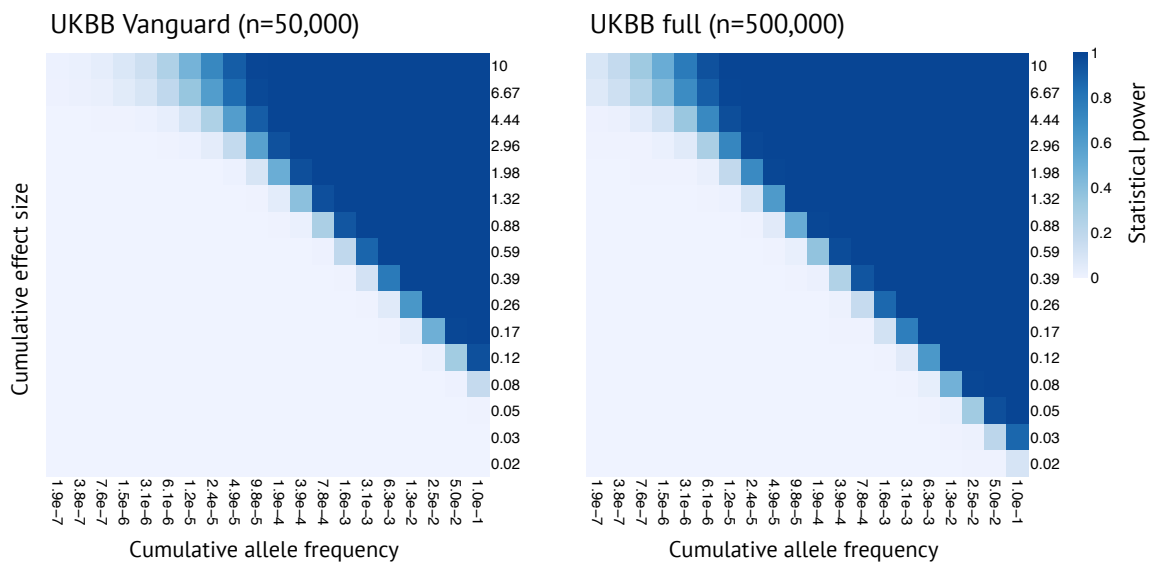 UKBB Vanguard (n=50,000)
UKBB full (n=500,000)
Cumulative effect size
10
6.67
4.44
2.96
1.98
1.32
0.88
0.59
0.39
0.26
0.17
0.12
0.08
0.05
0.03
0.02
10
6.67
4.44
2.96
1.98
1.32
0.88
0.59
0.39
0.26
0.17
0.12
0.08
0.05
0.03
0.02
1
0.8
0.6
0.4
0.2
0
Statistical power
1.9e−7
3.8e−7
7.6e−7
1.5e−6
3.1e−6
6.1e−6
1.2e−5
2.4e−5
4.9e−5
9.8e−5
1.9e−4
3.9e−4
7.8e−4
1.6e−3
3.1e−3
6.3e−3
1.3e−2
2.5e−2
5.0e−2
1.0e−1
1.9e−7
3.8e−7
7.6e−7
1.5e−6
3.1e−6
6.1e−6
1.2e−5
2.4e−5
4.9e−5
9.8e−5
1.9e−4
3.9e−4
7.8e−4
1.6e−3
3.1e−3
6.3e−3
1.3e−2
2.5e−2
5.0e−2
1.0e−1
Cumulative allele frequency
Cumulative allele frequency